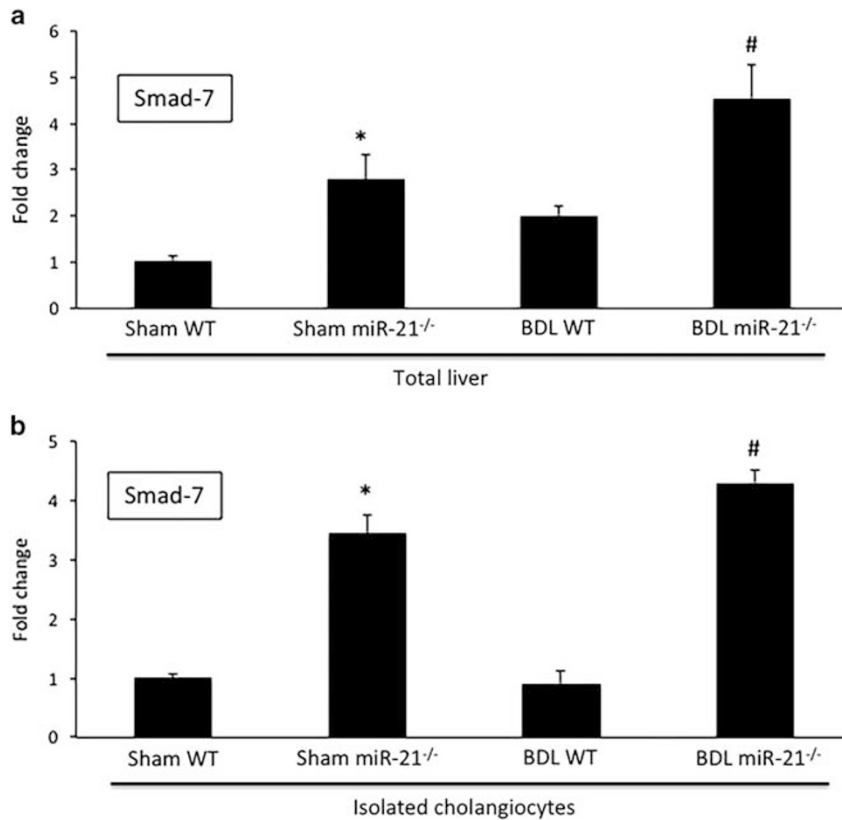 a
6
5
4
3
2
1
0
Fold change
Smad-7
*
#
Sham WT Sham miR-21-/- BDL WT BDL miR-21-/-
Total liver
b
5
4
3
2
1
0
Fold change
Smad-7
*
#
Sham WT Sham miR-21-/- BDL WT BDL miR-21-/-
Isolated cholangiocytes